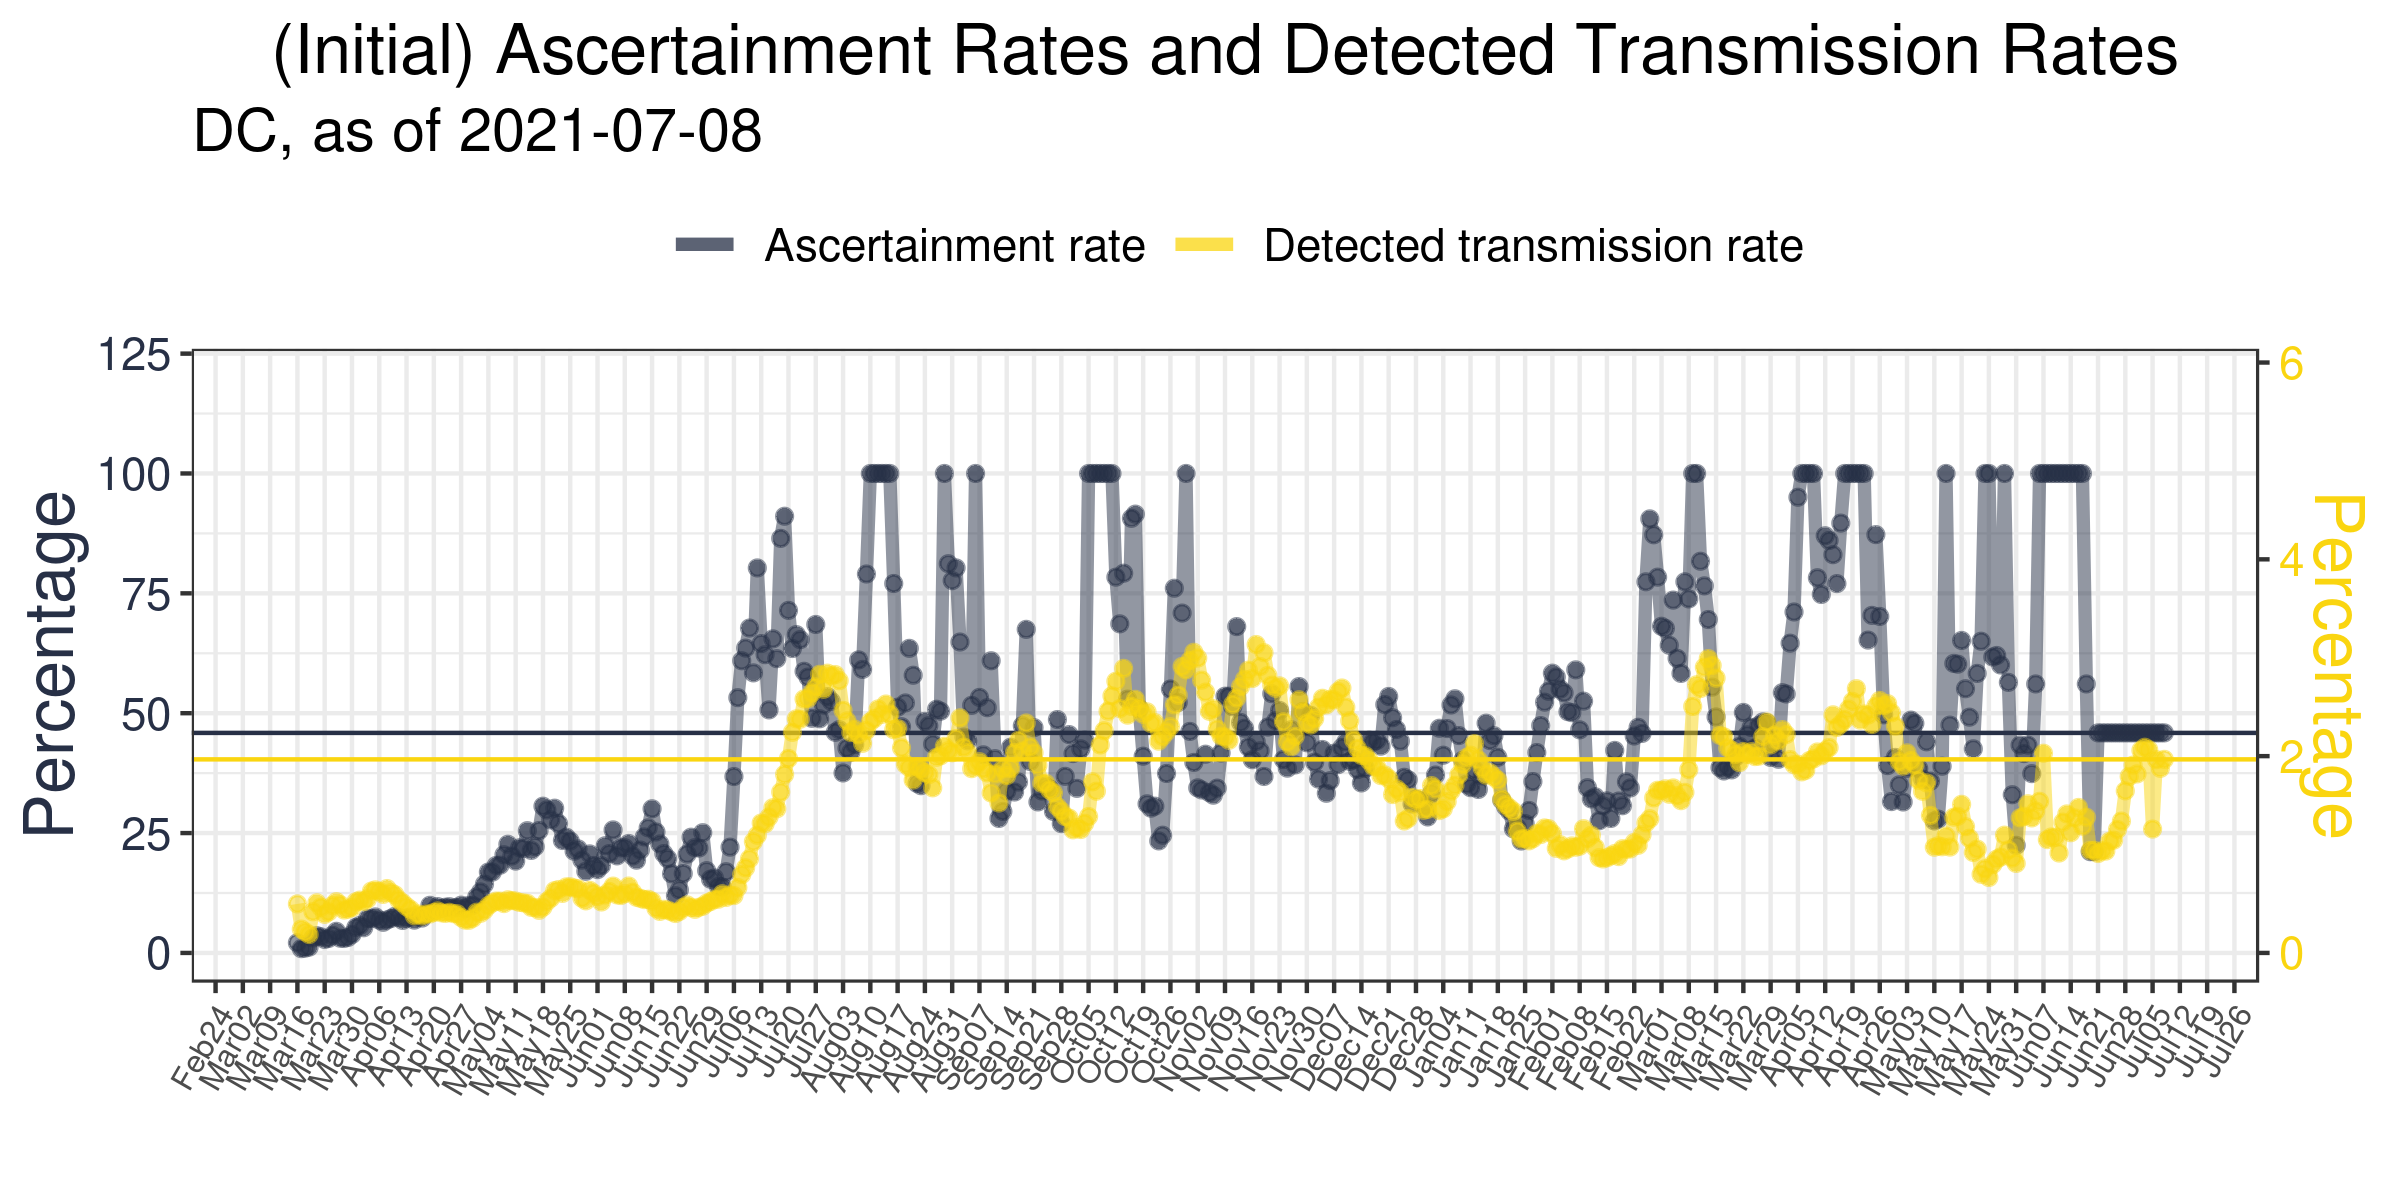 (Initial) Ascertainment Rates and Detected Transmission Rates
DC, as of 2021-07-08
Ascertainment rate
Detected transmission rate
Percentage
125
100
75
50
25
0
6
4
2
0
Percentage
Feb24
Mar02
Mar09
Mar16
Mar23
Mar30
Apr06
Apr13
Apr20
Apr27
May04
May11
May18
May25
Jun01
Jun08
Jun15
Jun22
Jun29
Jul06
Jul13
Jul20
Jul27
Aug03
Aug10
Aug17
Aug24
Aug31
Sep07
Sep14
Sep21
Sep28
Oct05
Oct12
Oct19
Oct26
Nov02
Nov09
Nov16
Nov23
Nov30
Dec07
Dec14
Dec21
Dec28
Jan04
Jan11
Jan18
Jan25
Feb01
Feb08
Feb15
Feb22
Mar01
Mar08
Mar15
Mar22
Mar29
Apr05
Apr12
Apr19
Apr26
May03
May10
May17
May24
May31
Jun07
Jun14
Jun21
Jun28
Jul05
Jul12
Jul19
Jul26